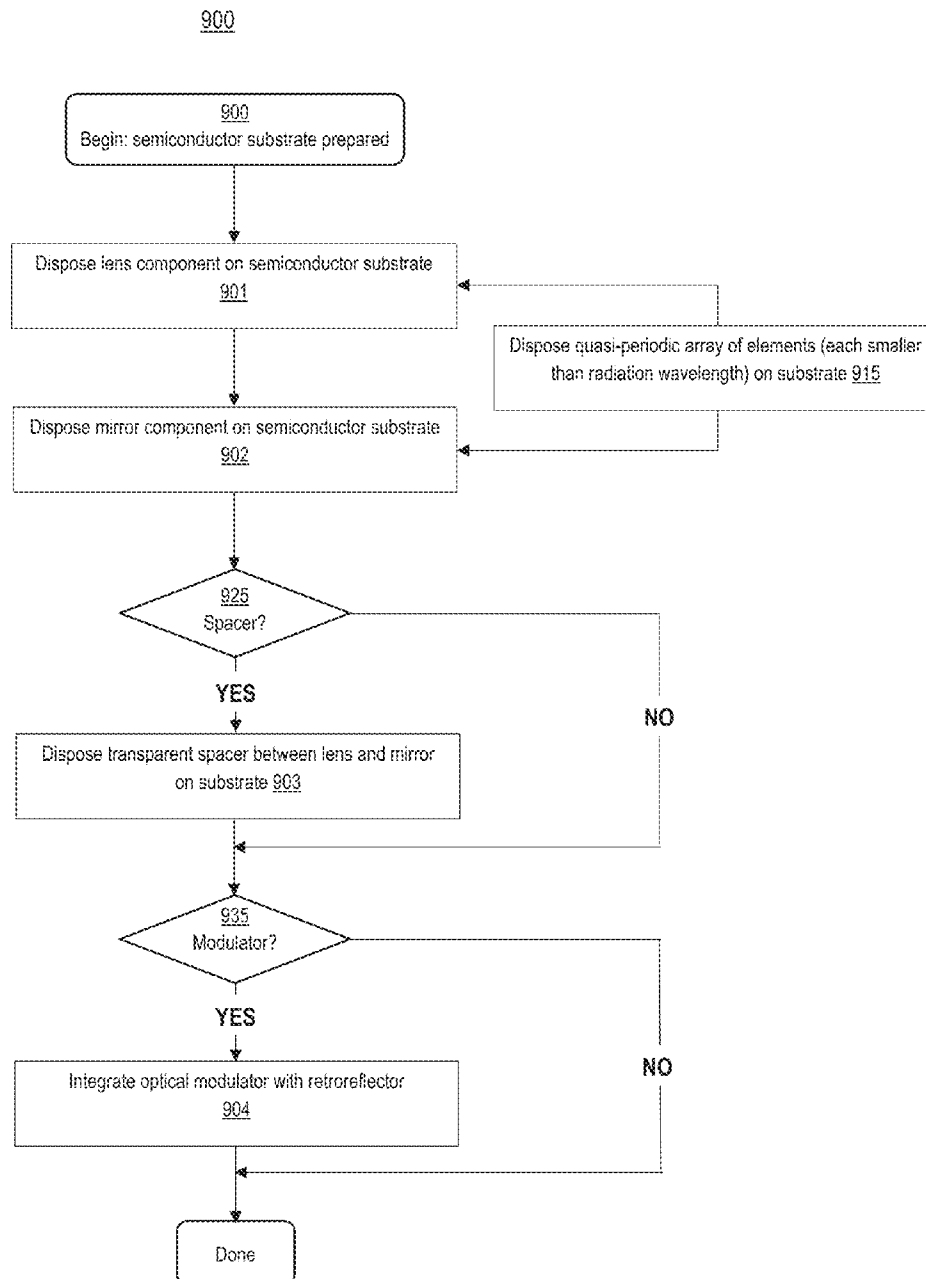 900
900
Begin: semiconductor substrate prepared
Dispose lens component on semiconductor substrate
901
Dispose quasi-periodic array of elements (each smaller
than radiation wavelength) on substrate 915
Dispose mirror component on semiconductor substrate
902
925
Spacer?
YES
NO
Dispose transparent spacer between lens and mirror
on substrate 903
935
Modulator?
YES
NO
Integrate optical modulator with retroreflector
904
Done